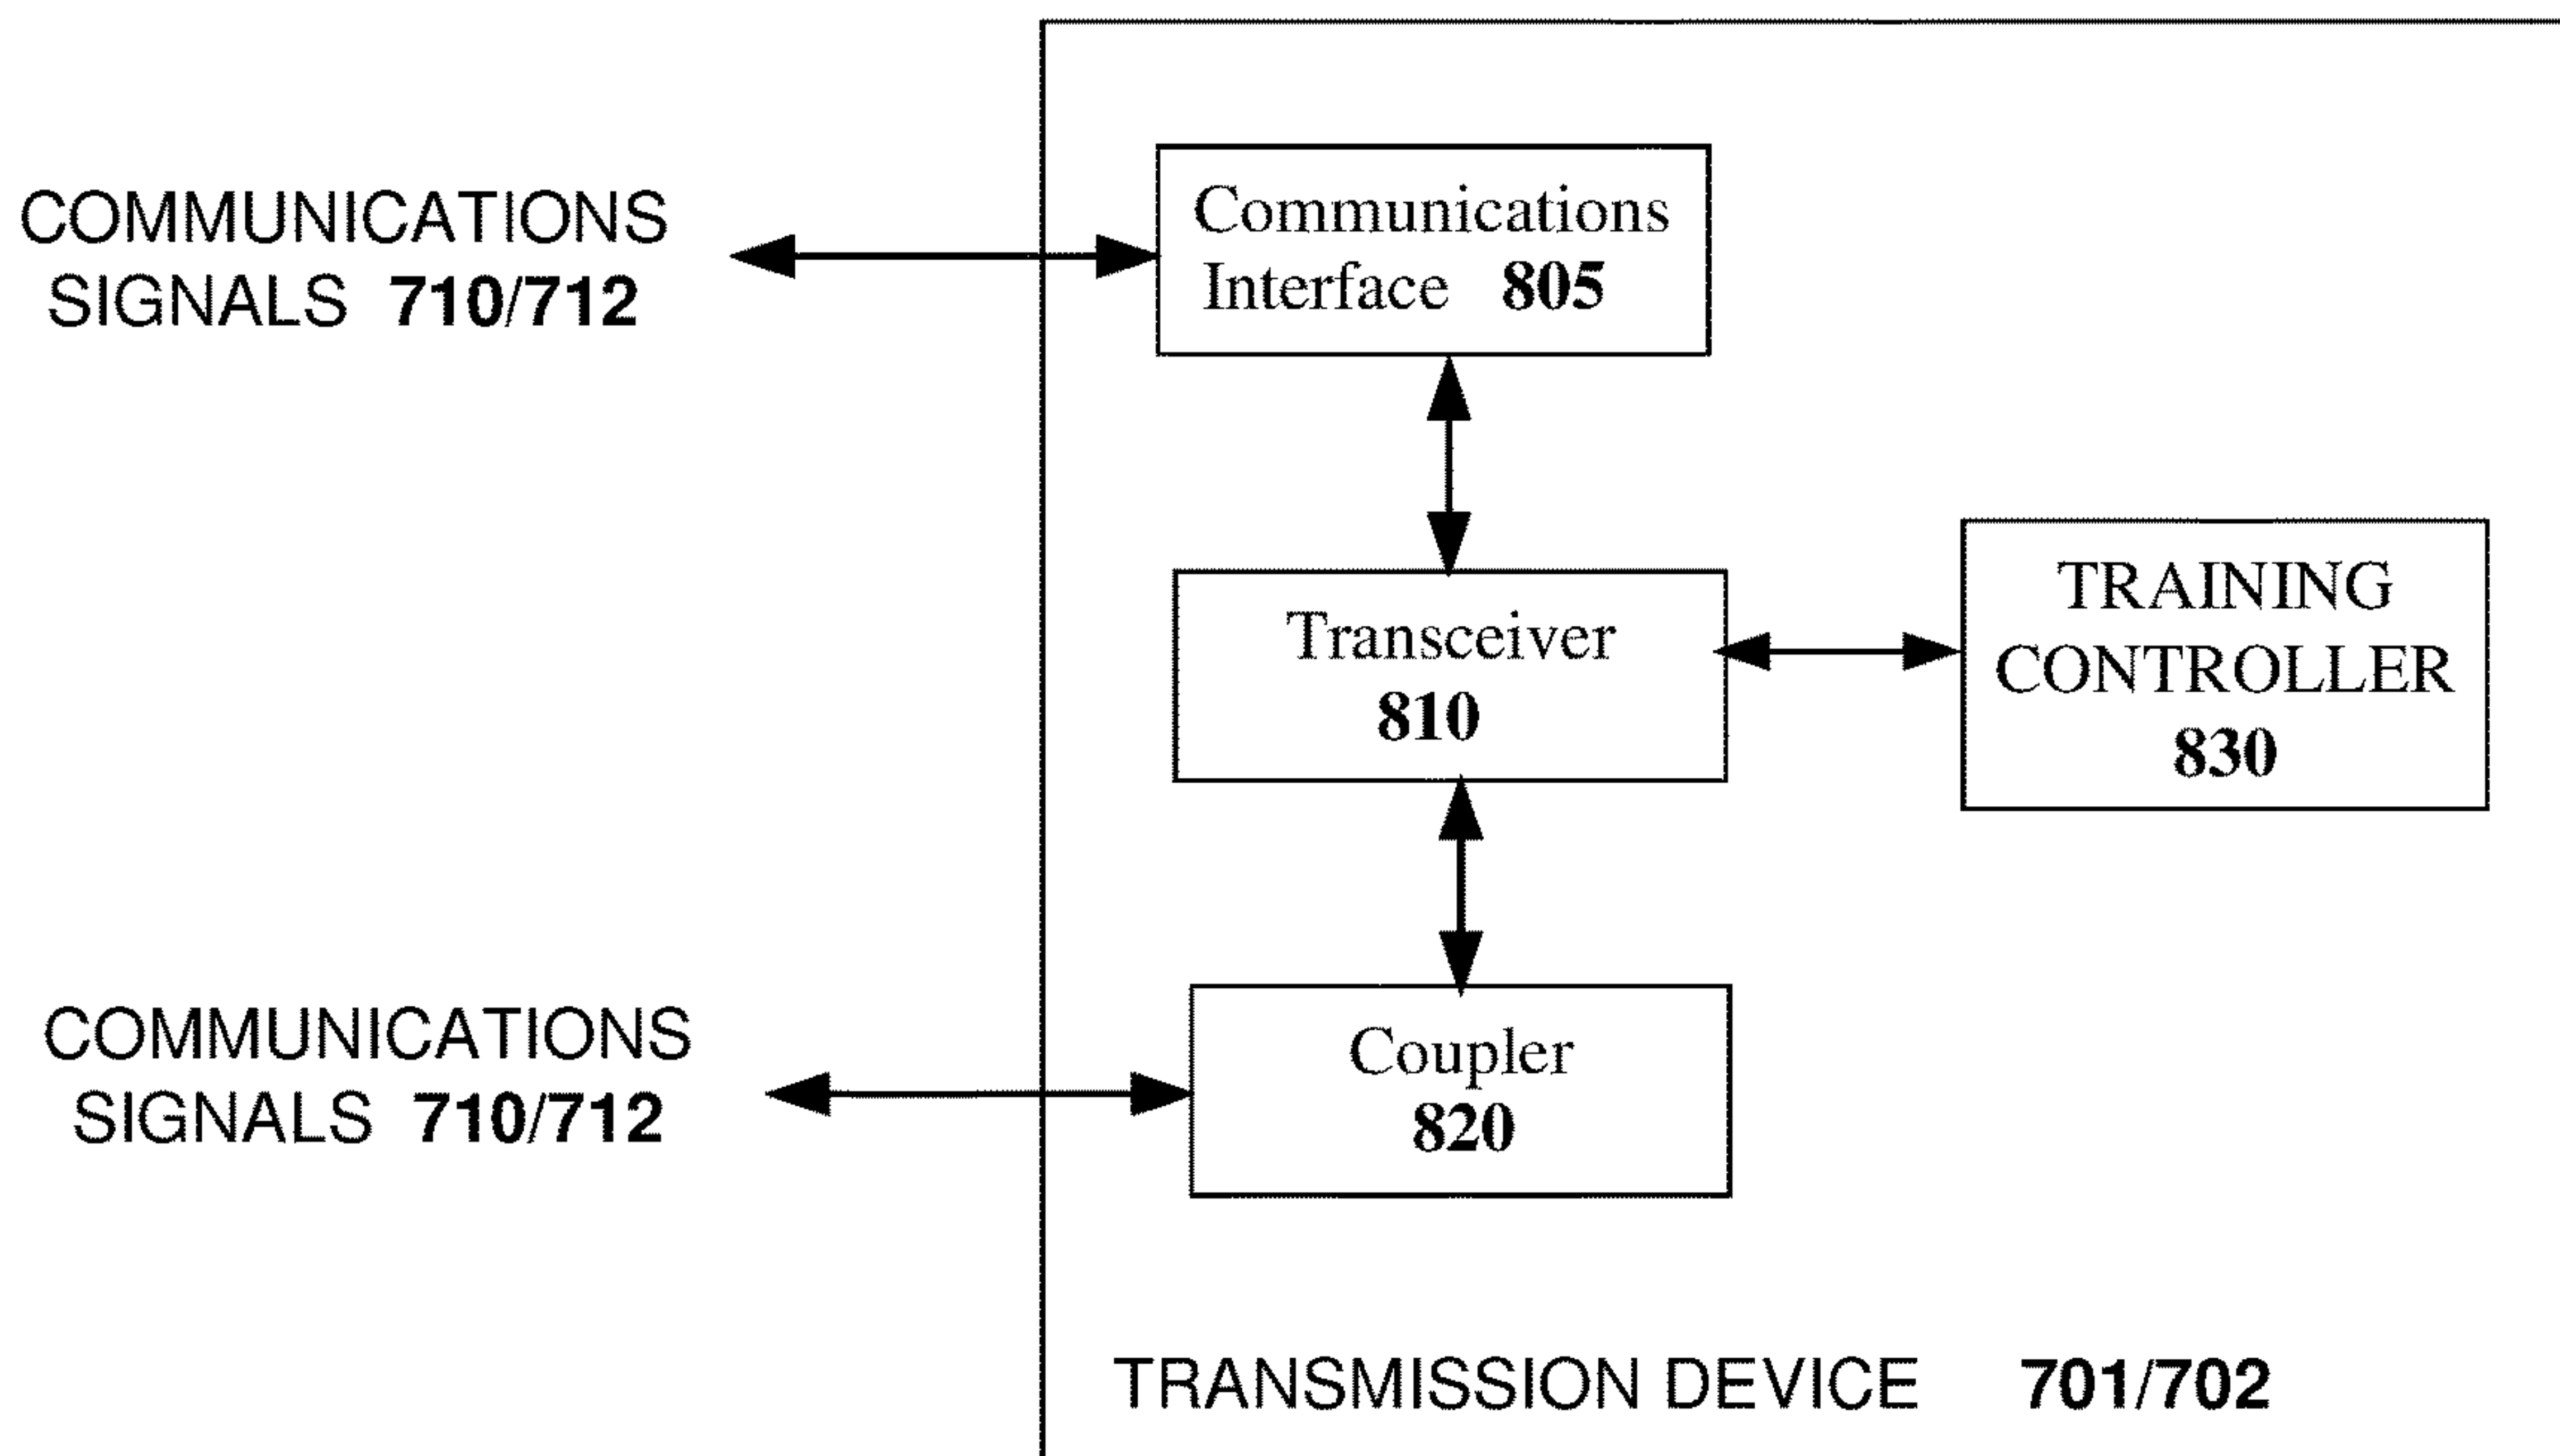 COMMUNICATIONS
SIGNALS 710/712
Communications
Interface 805
Transceiver
810
TRAINING
CONTROLLER
830
COMMUNICATIONS
SIGNALS 710/712
Coupler
820
TRANSMISSION DEVICE 701/702